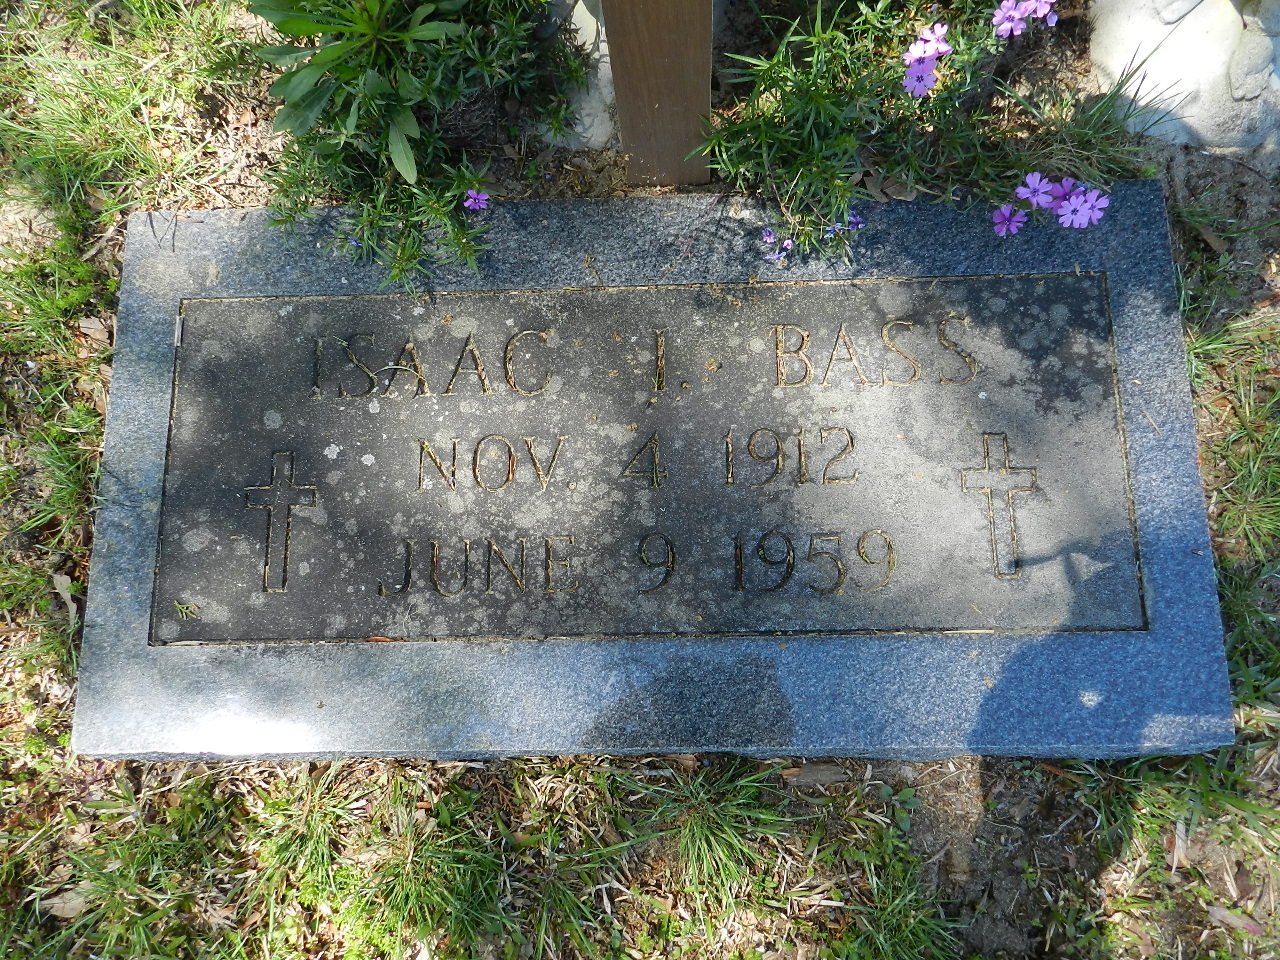 ISAAC I. BASS
NOV. 4 1912
JUNE 9 1959